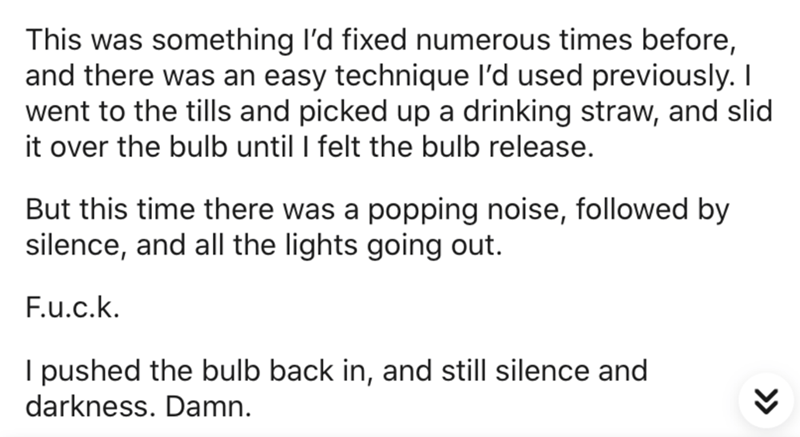 This was something I’d fixed numerous times before,
and there was an easy technique I’d used previously. I
went to the tills and picked up a drinking straw, and slid
it over the bulb until I felt the bulb release.
But this time there was a popping noise, followed by
silence, and all the lights going out.
F.u.c.k.
I pushed the bulb back in, and still silence and
darkness. Damn.